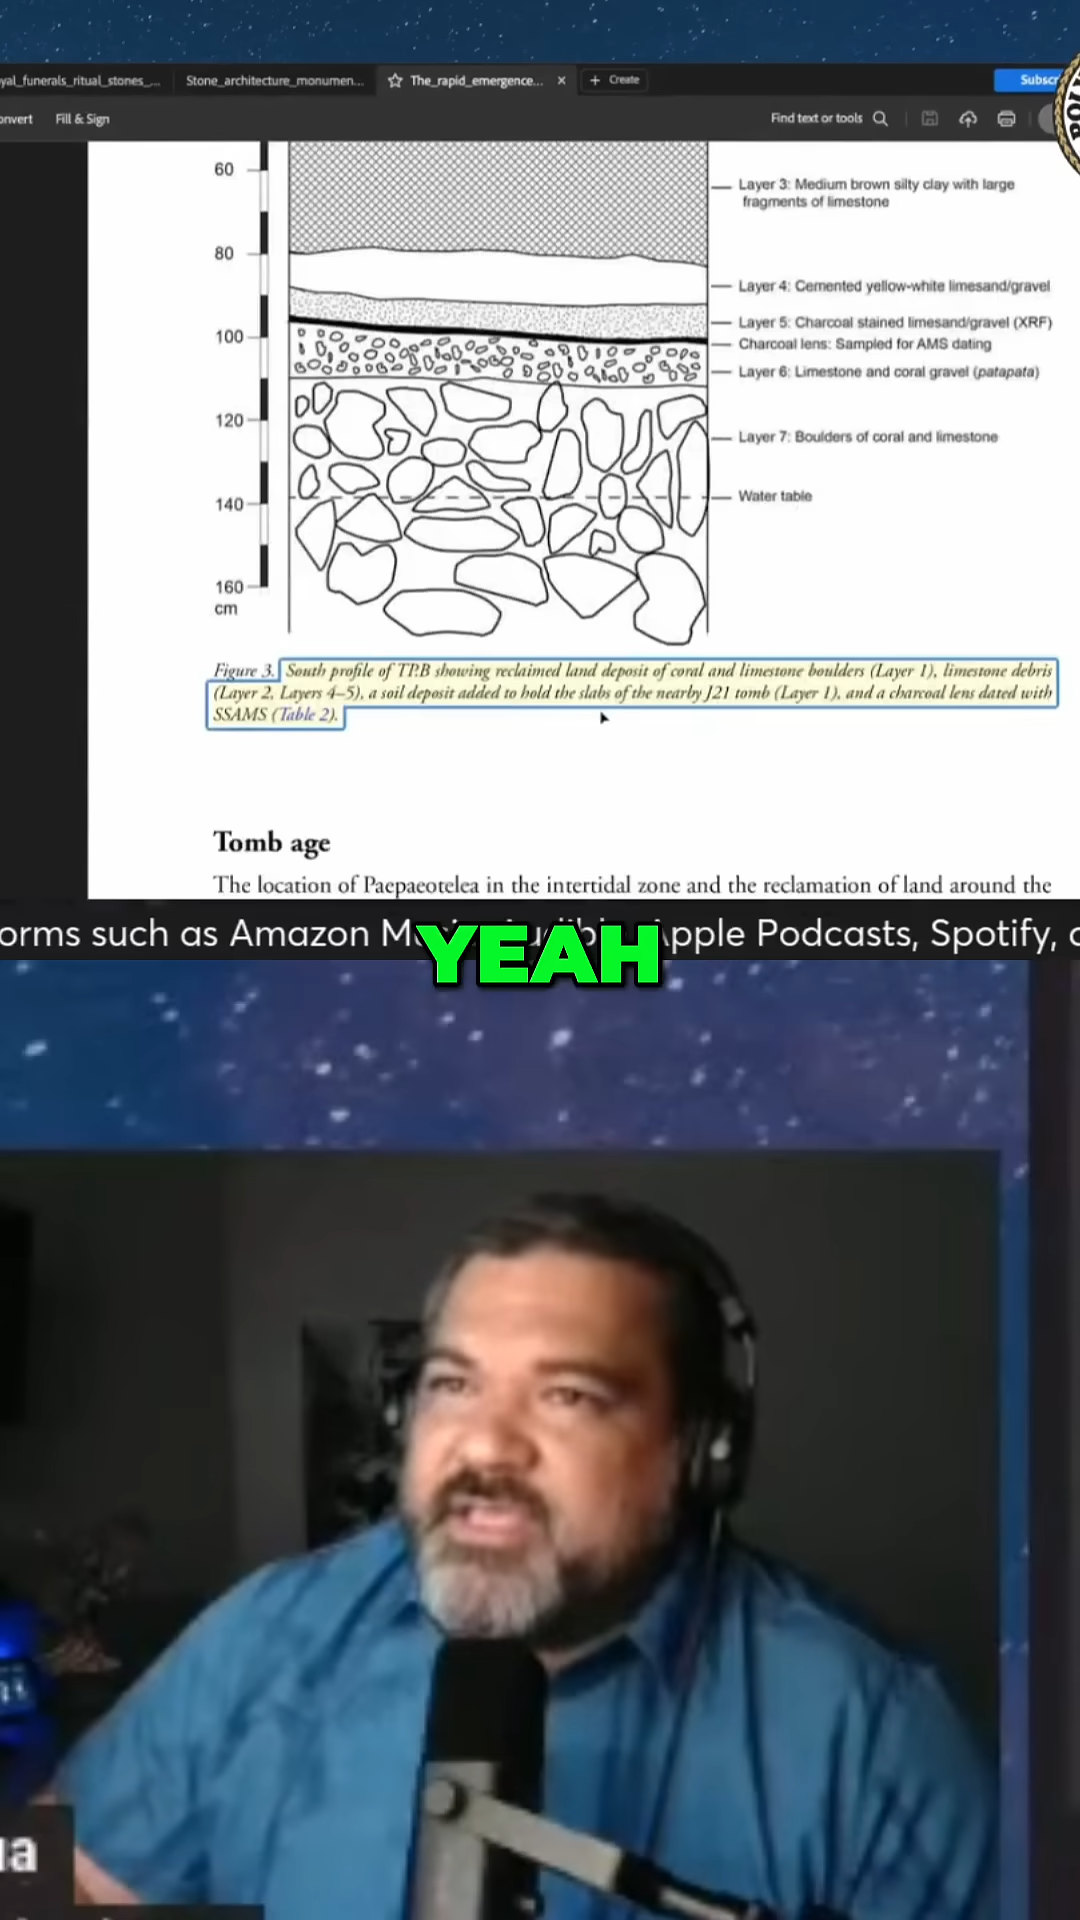 yal_funerals_ritual_stones_...
Stone_architecture_monumen...
The_rapid_emergence...
× + Create
Subscr
onvert Fill & Sign
Find text or tools
60
Layer 3: Medium brown silty clay with large
fragments of limestone
80
Layer 4: Cemented yellow-white limesand/gravel
Layer 5: Charcoal stained limesand/gravel (XRF)
100
Charcoal lens: Sampled for AMS dating
Layer 6: Limestone and coral gravel (patapata)
120
Layer 7: Boulders of coral and limestone
Water table
140
160
cm
Figure 3. South profile of TP.B showing reclaimed land deposit of coral and limestone boulders (Layer 1), limestone debris
(Layer 2, Layers 4–5), a soil deposit added to hold the slabs of the nearby J21 tomb (Layer 1), and a charcoal lens dated with
SSAMS (Table 2).
Tomb age
The location of Paepaeotelea in the intertidal zone and the reclamation of land around the
orms such as Amazon Apple Podcasts, Spotify,
YEAH